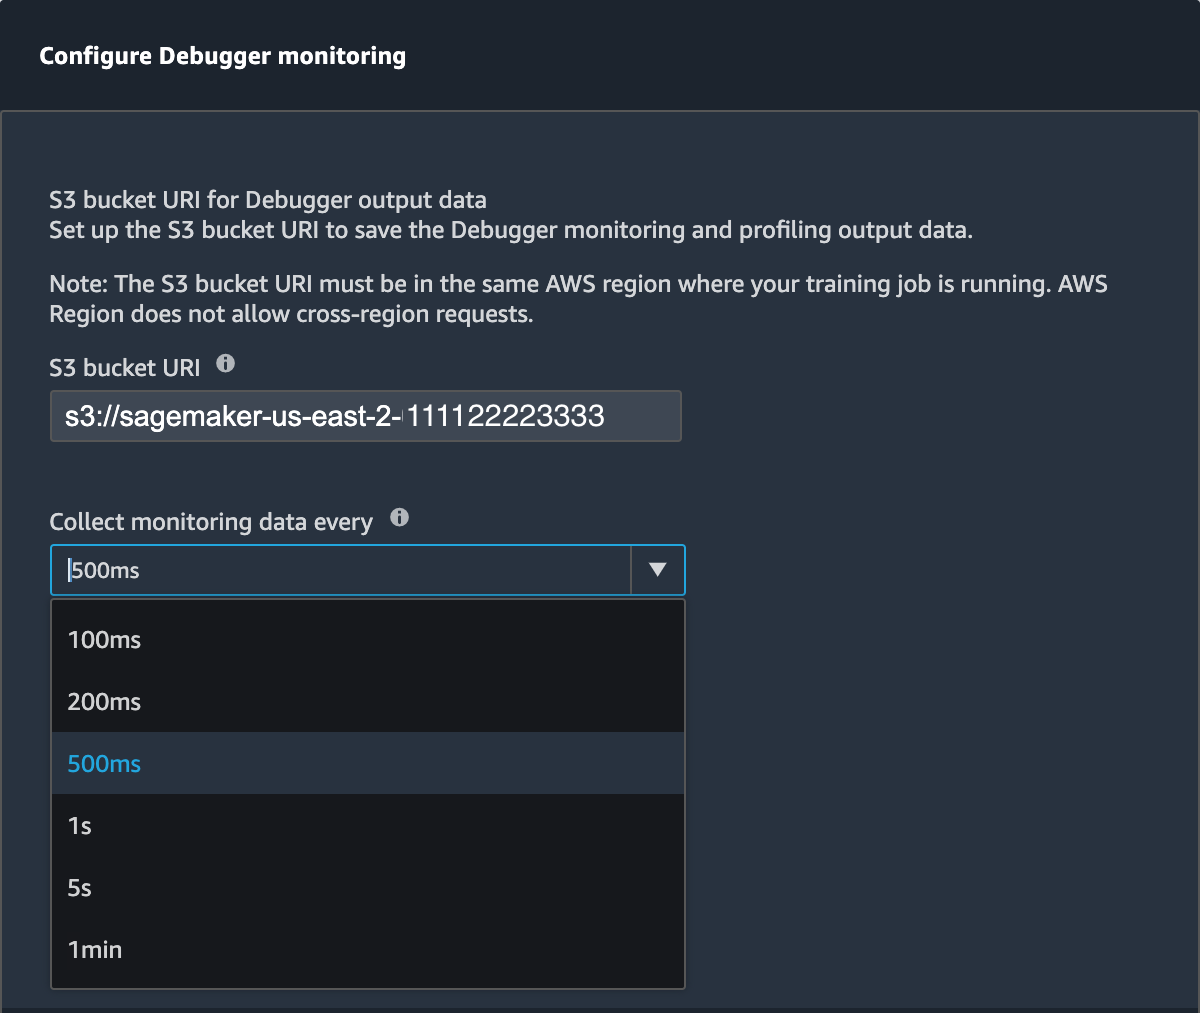 Configure Debugger monitoring
S3 bucket URI for Debugger output data
Set up the S3 bucket URI to save the Debugger monitoring and profiling output data.
Note: The S3 bucket URI must be in the same AWS region where your training job is running. AWS
Region does not allow cross-region requests.
S3 bucket URI
s3://sagemaker-us-east-2-111122223333
Collect monitoring data every
500ms
100ms
200ms
500ms
1s
5s
1min